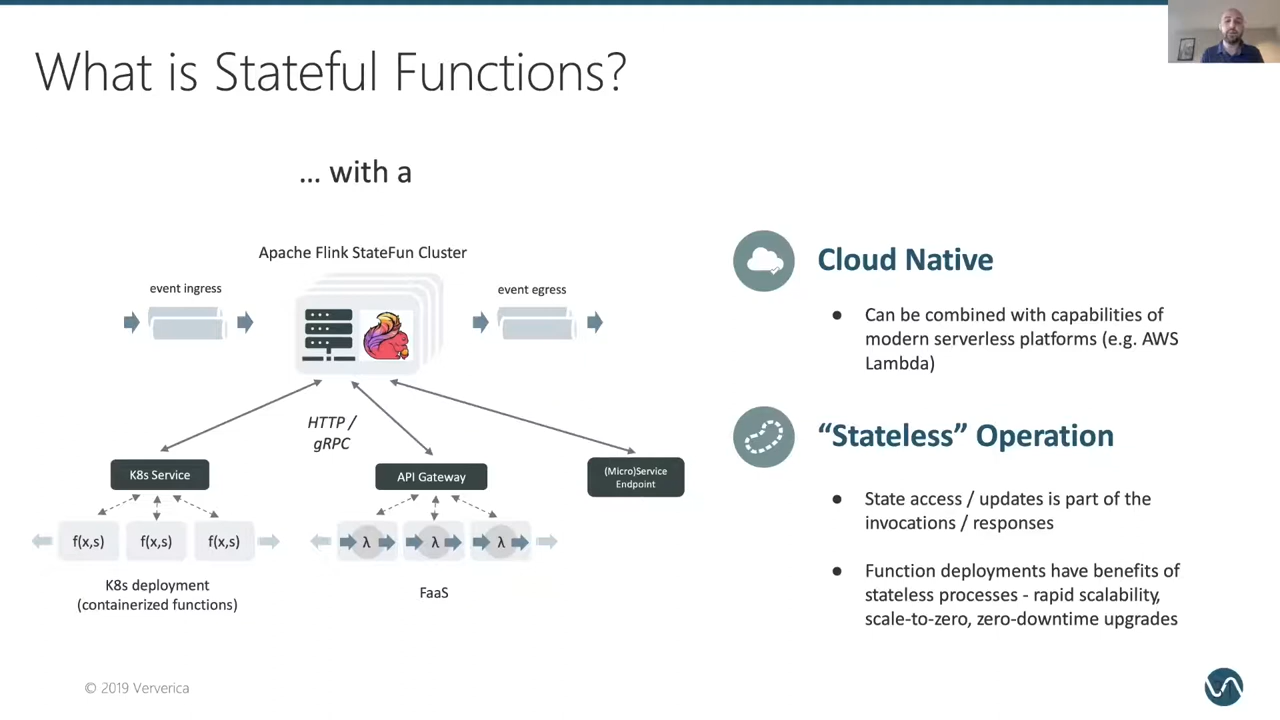 What is Stateful Functions?
... with a
Apache Flink StateFun Cluster
event ingress
event egress
HTTP /
gRPC
K8s Service
API Gateway
(Micro)Service
Endpoint
f(x,s)
f(x,s)
f(x,s)
λ
λ
λ
K8s deployment
(containerized functions)
FaaS
Cloud Native
● Can be combined with capabilities of
modern serverless platforms (e.g. AWS
Lambda)
“Stateless” Operation
● State access / updates is part of the
invocations / responses
● Function deployments have benefits of
stateless processes - rapid scalability,
scale-to-zero, zero-downtime upgrades
© 2019 Ververica